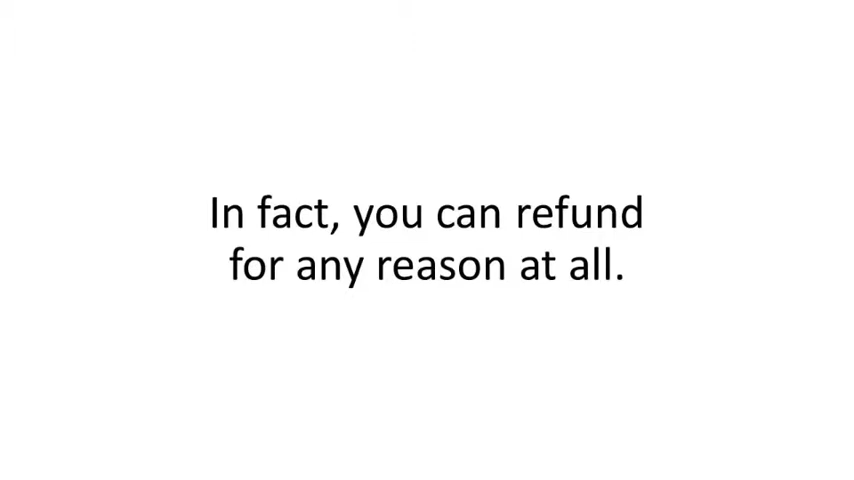 In fact, you can refund
for any reason at all.